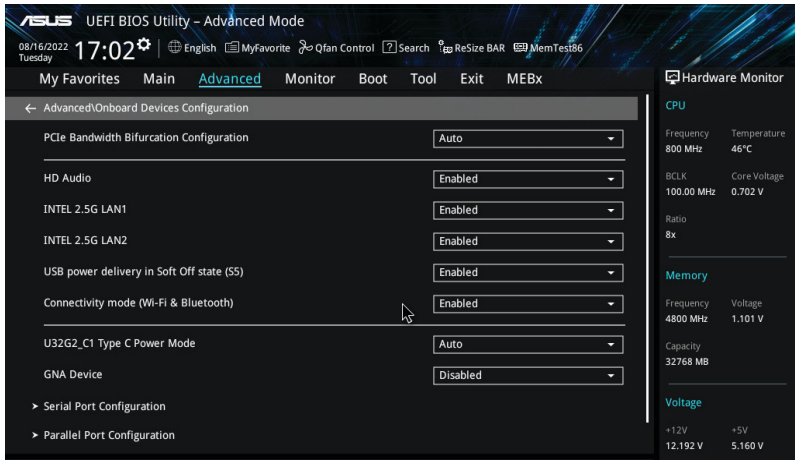 ASUS UEFI BIOS Utility – Advanced Mode
08/16/2022 Tuesday 17:02 English MyFavorite Qfan Control Search ReSize BAR MemTest86
My Favorites Main Advanced Monitor Boot Tool Exit MEBx
← Advanced\Onboard Devices Configuration
PCIe Bandwidth Bifurcation Configuration Auto
HD Audio Enabled
INTEL 2.5G LAN1 Enabled
INTEL 2.5G LAN2 Enabled
USB power delivery in Soft Off state (S5) Enabled
Connectivity mode (Wi-Fi & Bluetooth) Enabled
U32G2_C1 Type C Power Mode Auto
GNA Device Disabled
➤ Serial Port Configuration
➤ Parallel Port Configuration
Hardware Monitor
CPU
Frequency Temperature
800 MHz 46°C
BCLK Core Voltage
100.00 MHz 0.702 V
Ratio
8x
Memory
Frequency Voltage
4800 MHz 1.101 V
Capacity
32768 MB
Voltage
+12V +5V
12.192 V 5.160 V